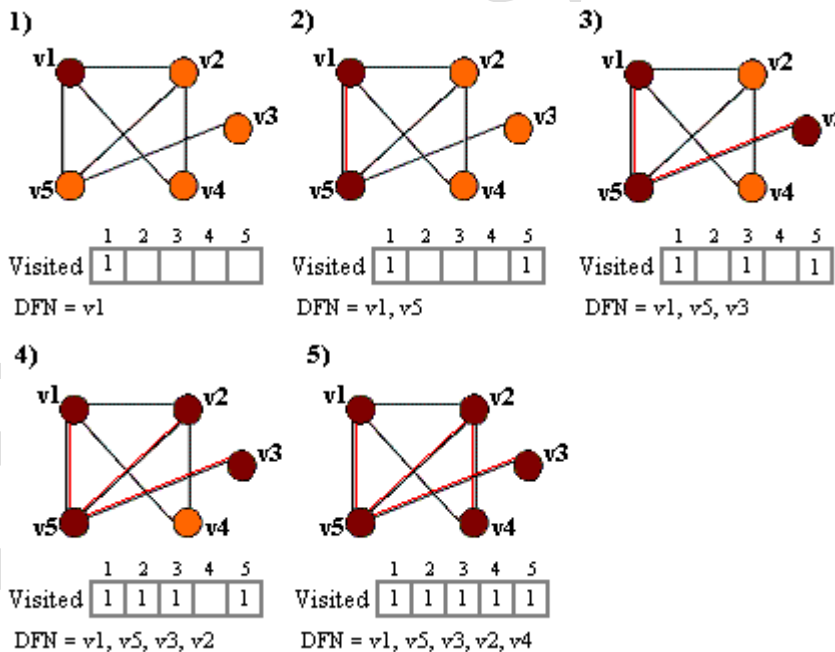 1)
v1
v2
v3
v5
v4
1 2 3 4 5
Visited 1
DFN = v1
2)
v1
v2
v3
v5
v4
1 2 3 4 5
Visited 1 1
DFN = v1, v5
3)
v1
v2
v5
v4
1 2 3 4 5
Visited 1 1 1
DFN = v1, v5, v3
4)
v1
v2
v3
v5
v4
1 2 3 4 5
Visited 1 1 1 1
DFN = v1, v5, v3, v2
5)
v1
v2
v3
v5
v4
1 2 3 4 5
Visited 1 1 1 1 1
DFN = v1, v5, v3, v2, v4